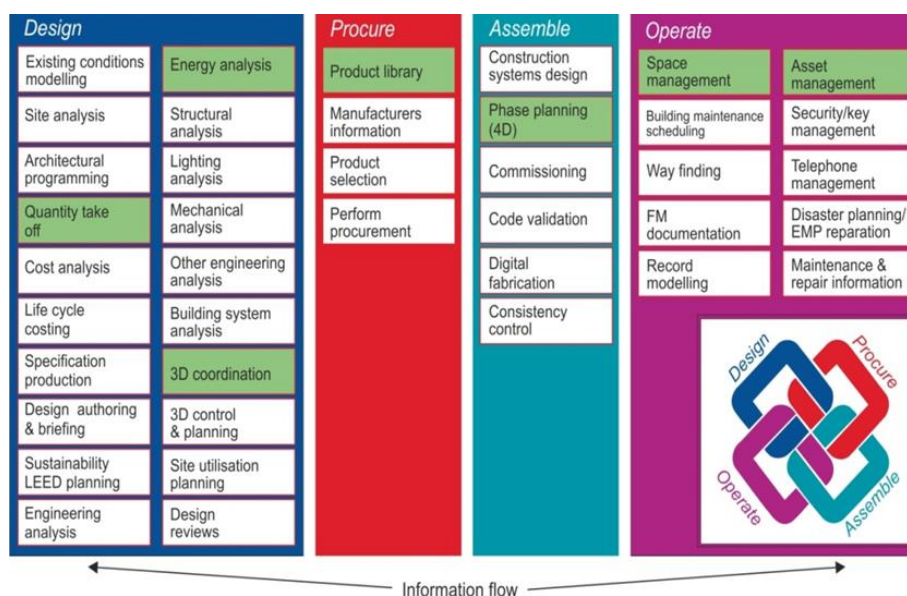 Design
Existing conditions
modelling
Site analysis
Architectural
programming
Quantity take
off
Cost analysis
Life cycle
costing
Specification
production
Design authoring
& briefing
Sustainability
LEED planning
Engineering
analysis
Energy analysis
Structural
analysis
Lighting
analysis
Mechanical
analysis
Other engineering
analysis
Building system
analysis
3D coordination
3D control
& planning
Site utilisation
planning
Design
reviews
Procure
Product library
Manufacturers
information
Product
selection
Perform
procurement
Assemble
Construction
systems design
Phase planning
(4D)
Commissioning
Code validation
Digital
fabrication
Consistency
control
Operate
Space
management
Building maintenance
scheduling
Way finding
FM
documentation
Record
modelling
Asset
management
Security/key
management
Telephone
management
Disaster planning/
EMP reparation
Maintenance &
repair information
Design
Procure
Operate
Assemble
Information flow